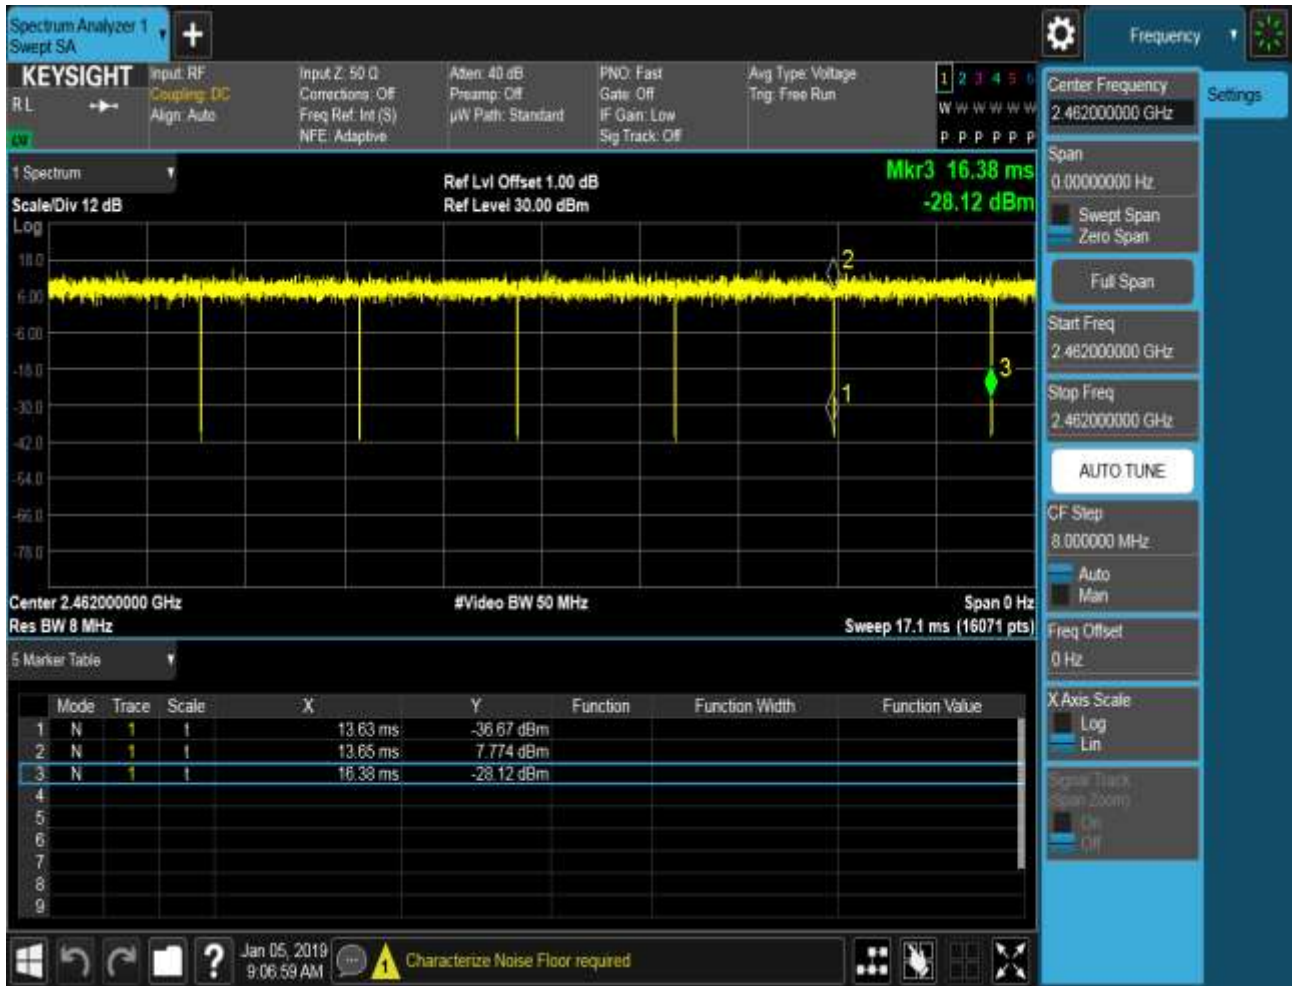 Spectrum Analyzer 1
Swept SA
Frequency
KEYSIGHT
R L
Input: RF
Coupling: DC
Align: Auto
Input Z: 50 Ω
Corrections: Off
Freq Ref: Int (S)
NFE: Adaptive
Atten: 40 dB
Preamp: Off
µW Path: Standard
PNO: Fast
Gate: Off
IF Gain: Low
Sig Track: Off
Avg Type: Voltage
Trig: Free Run
1 2 3 4 5 6
W W W W W W
P P P P P P
1 Spectrum
Scale/Div 12 dB
Ref Lvl Offset 1.00 dB
Ref Level 30.00 dBm
Mkr3 16.38 ms
-28.12 dBm
Log
18.0
6.00
-6.00
-18.0
-30.0
-42.0
-54.0
-66.0
-78.0
2
1
3
Center 2.462000000 GHz
#Video BW 50 MHz
Span 0 Hz
Res BW 8 MHz
Sweep 17.1 ms (16071 pts)
5 Marker Table
Mode Trace Scale X Y Function Function Width Function Value
1 N 1 t 13.63 ms -36.67 dBm
2 N 1 t 13.65 ms 7.774 dBm
3 N 1 t 16.38 ms -28.12 dBm
4
5
6
7
8
9
Jan 05, 2019
9:06:59 AM
?
1
Characterize Noise Floor required
Center Frequency
2.462000000 GHz
Settings
Span
0.00000000 Hz
Swept Span
Zero Span
Full Span
Start Freq
2.462000000 GHz
Stop Freq
2.462000000 GHz
AUTO TUNE
CF Step
8.000000 MHz
Auto
Man
Freq Offset
0 Hz
X Axis Scale
Log
Lin
Signal Track
(Span Zoom)
On
Off